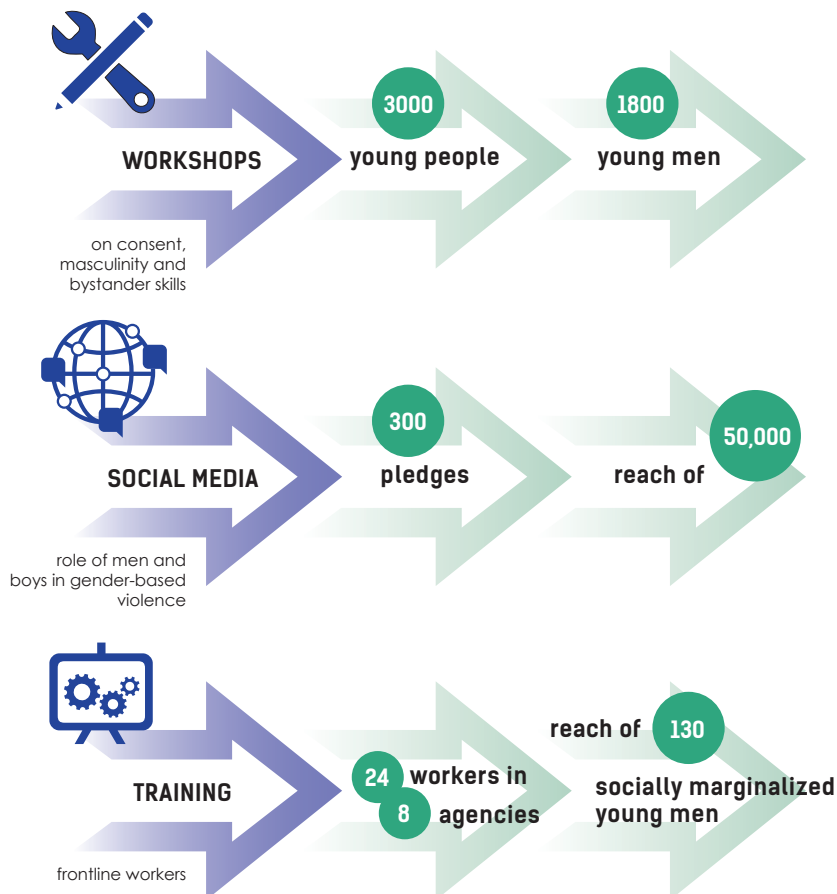 3000
1800
WORKSHOPS
young people
young men
on consent,
masculinity and
bystander skills
300
50,000
SOCIAL MEDIA
pledges
reach of
role of men and
boys in gender-based
violence
reach of 130
24 workers in
8 agencies
TRAINING
socially marginalized
young men
frontline workers